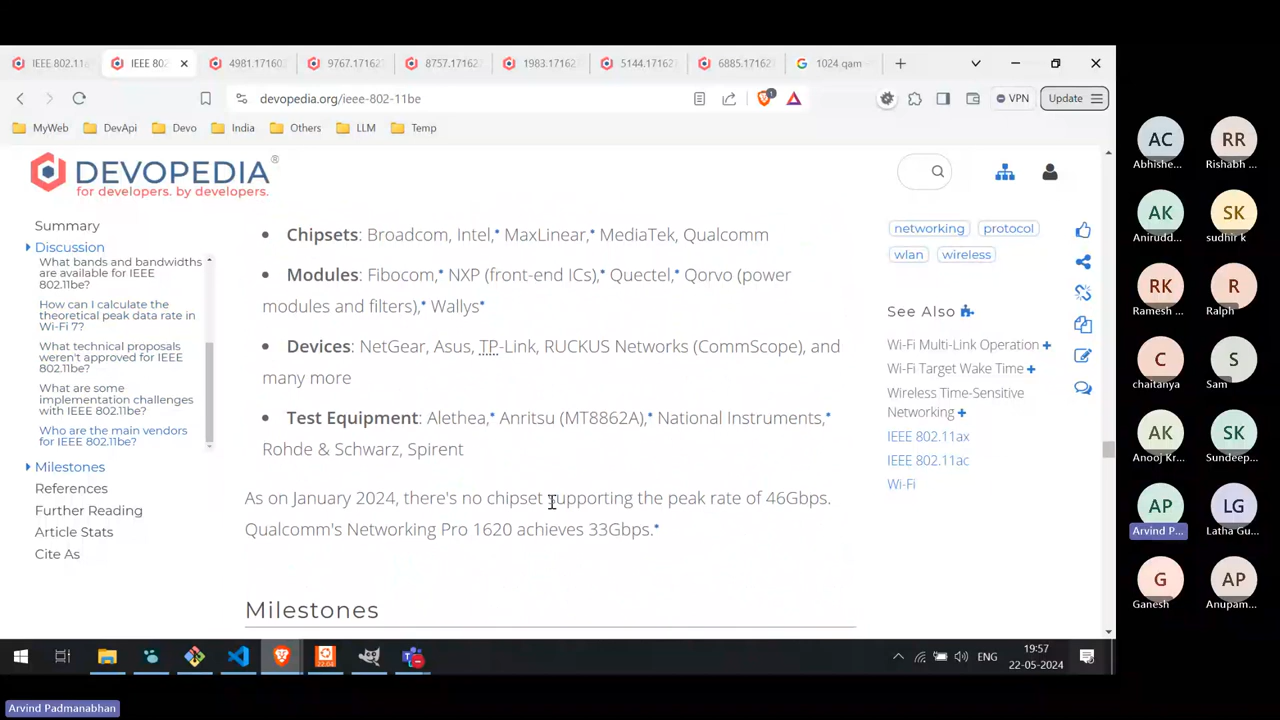 IEEE 802.11
IEEE 80
4981.17160
9767.17162
8757.17162
1983.17162
5144.17162
6885.17162
1024 qam
devopedia.org/ieee-802-11be
1
VPN
Update
MyWeb
DevApi
Devo
India
Others
LLM
Temp
DEVOPEDIA®
for developers. by developers.
Summary
Discussion
What bands and bandwidths
are available for IEEE
802.11be?
How can I calculate the
theoretical peak data rate in
Wi-Fi 7?
What technical proposals
weren't approved for IEEE
802.11be?
What are some
implementation challenges
with IEEE 802.11be?
Who are the main vendors
for IEEE 802.11be?
Milestones
References
Further Reading
Article Stats
Cite As
• Chipsets: Broadcom, Intel,• MaxLinear,• MediaTek, Qualcomm
• Modules: Fibocom,• NXP (front-end ICs),• Quectel,• Qorvo (power
modules and filters),• Wallys•
• Devices: NetGear, Asus, TP-Link, RUCKUS Networks (CommScope), and
many more
• Test Equipment: Alethea,• Anritsu (MT8862A),• National Instruments,•
Rohde & Schwarz, Spirent
As on January 2024, there's no chipset supporting the peak rate of 46Gbps.
Qualcomm's Networking Pro 1620 achieves 33Gbps.•
Milestones
networking
protocol
wlan
wireless
See Also
Wi-Fi Multi-Link Operation +
Wi-Fi Target Wake Time +
Wireless Time-Sensitive
Networking +
IEEE 802.11ax
IEEE 802.11ac
Wi-Fi
22.04
ENG
19:57
22-05-2024
AC
Abhishe...
RR
Rishabh ...
AK
Anirudd...
SK
sudhir k
RK
Ramesh ...
R
Ralph
C
chaitanya
S
Sam
AK
Anooj Kr...
SK
Sundeep...
AP
Arvind P...
LG
Latha Gu...
G
Ganesh
AP
Anupam...
Arvind Padmanabhan